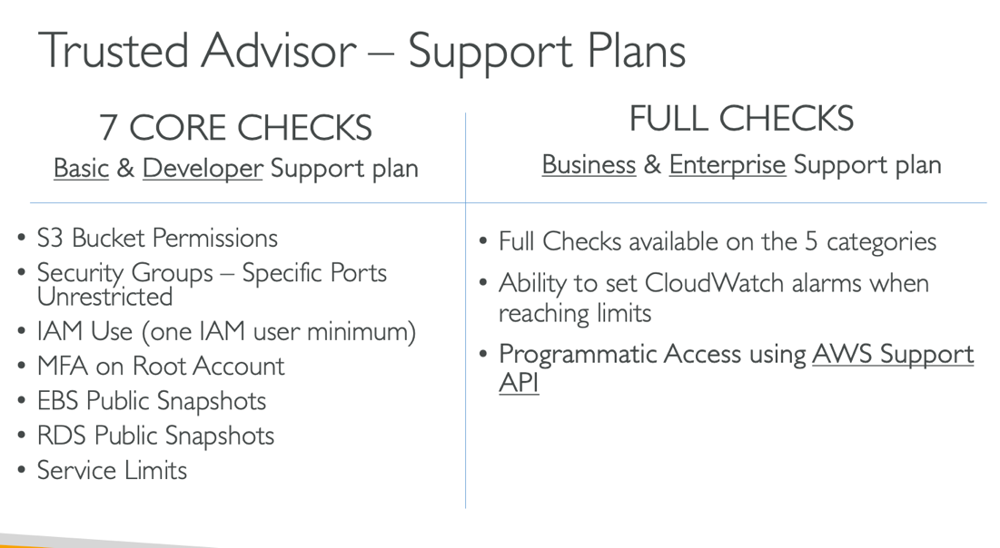 Trusted Advisor – Support Plans
7 CORE CHECKS
Basic & Developer Support plan
• S3 Bucket Permissions
• Security Groups – Specific Ports
Unrestricted
• IAM Use (one IAM user minimum)
• MFA on Root Account
• EBS Public Snapshots
• RDS Public Snapshots
• Service Limits
FULL CHECKS
Business & Enterprise Support plan
• Full Checks available on the 5 categories
• Ability to set CloudWatch alarms when
reaching limits
• Programmatic Access using AWS Support
API